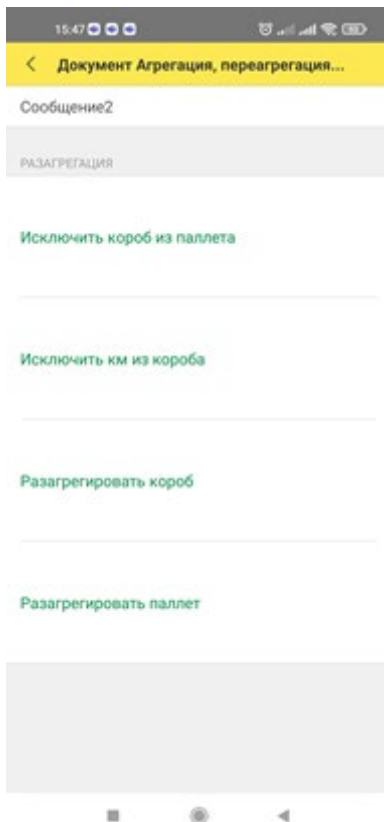 15:47
Документ Агрегация, переагрегация...
Сообщение2
РАЗАГРЕГАЦИЯ
Исключить короб из паллета
Исключить км из короба
Разагрегировать короб
Разагрегировать паллет